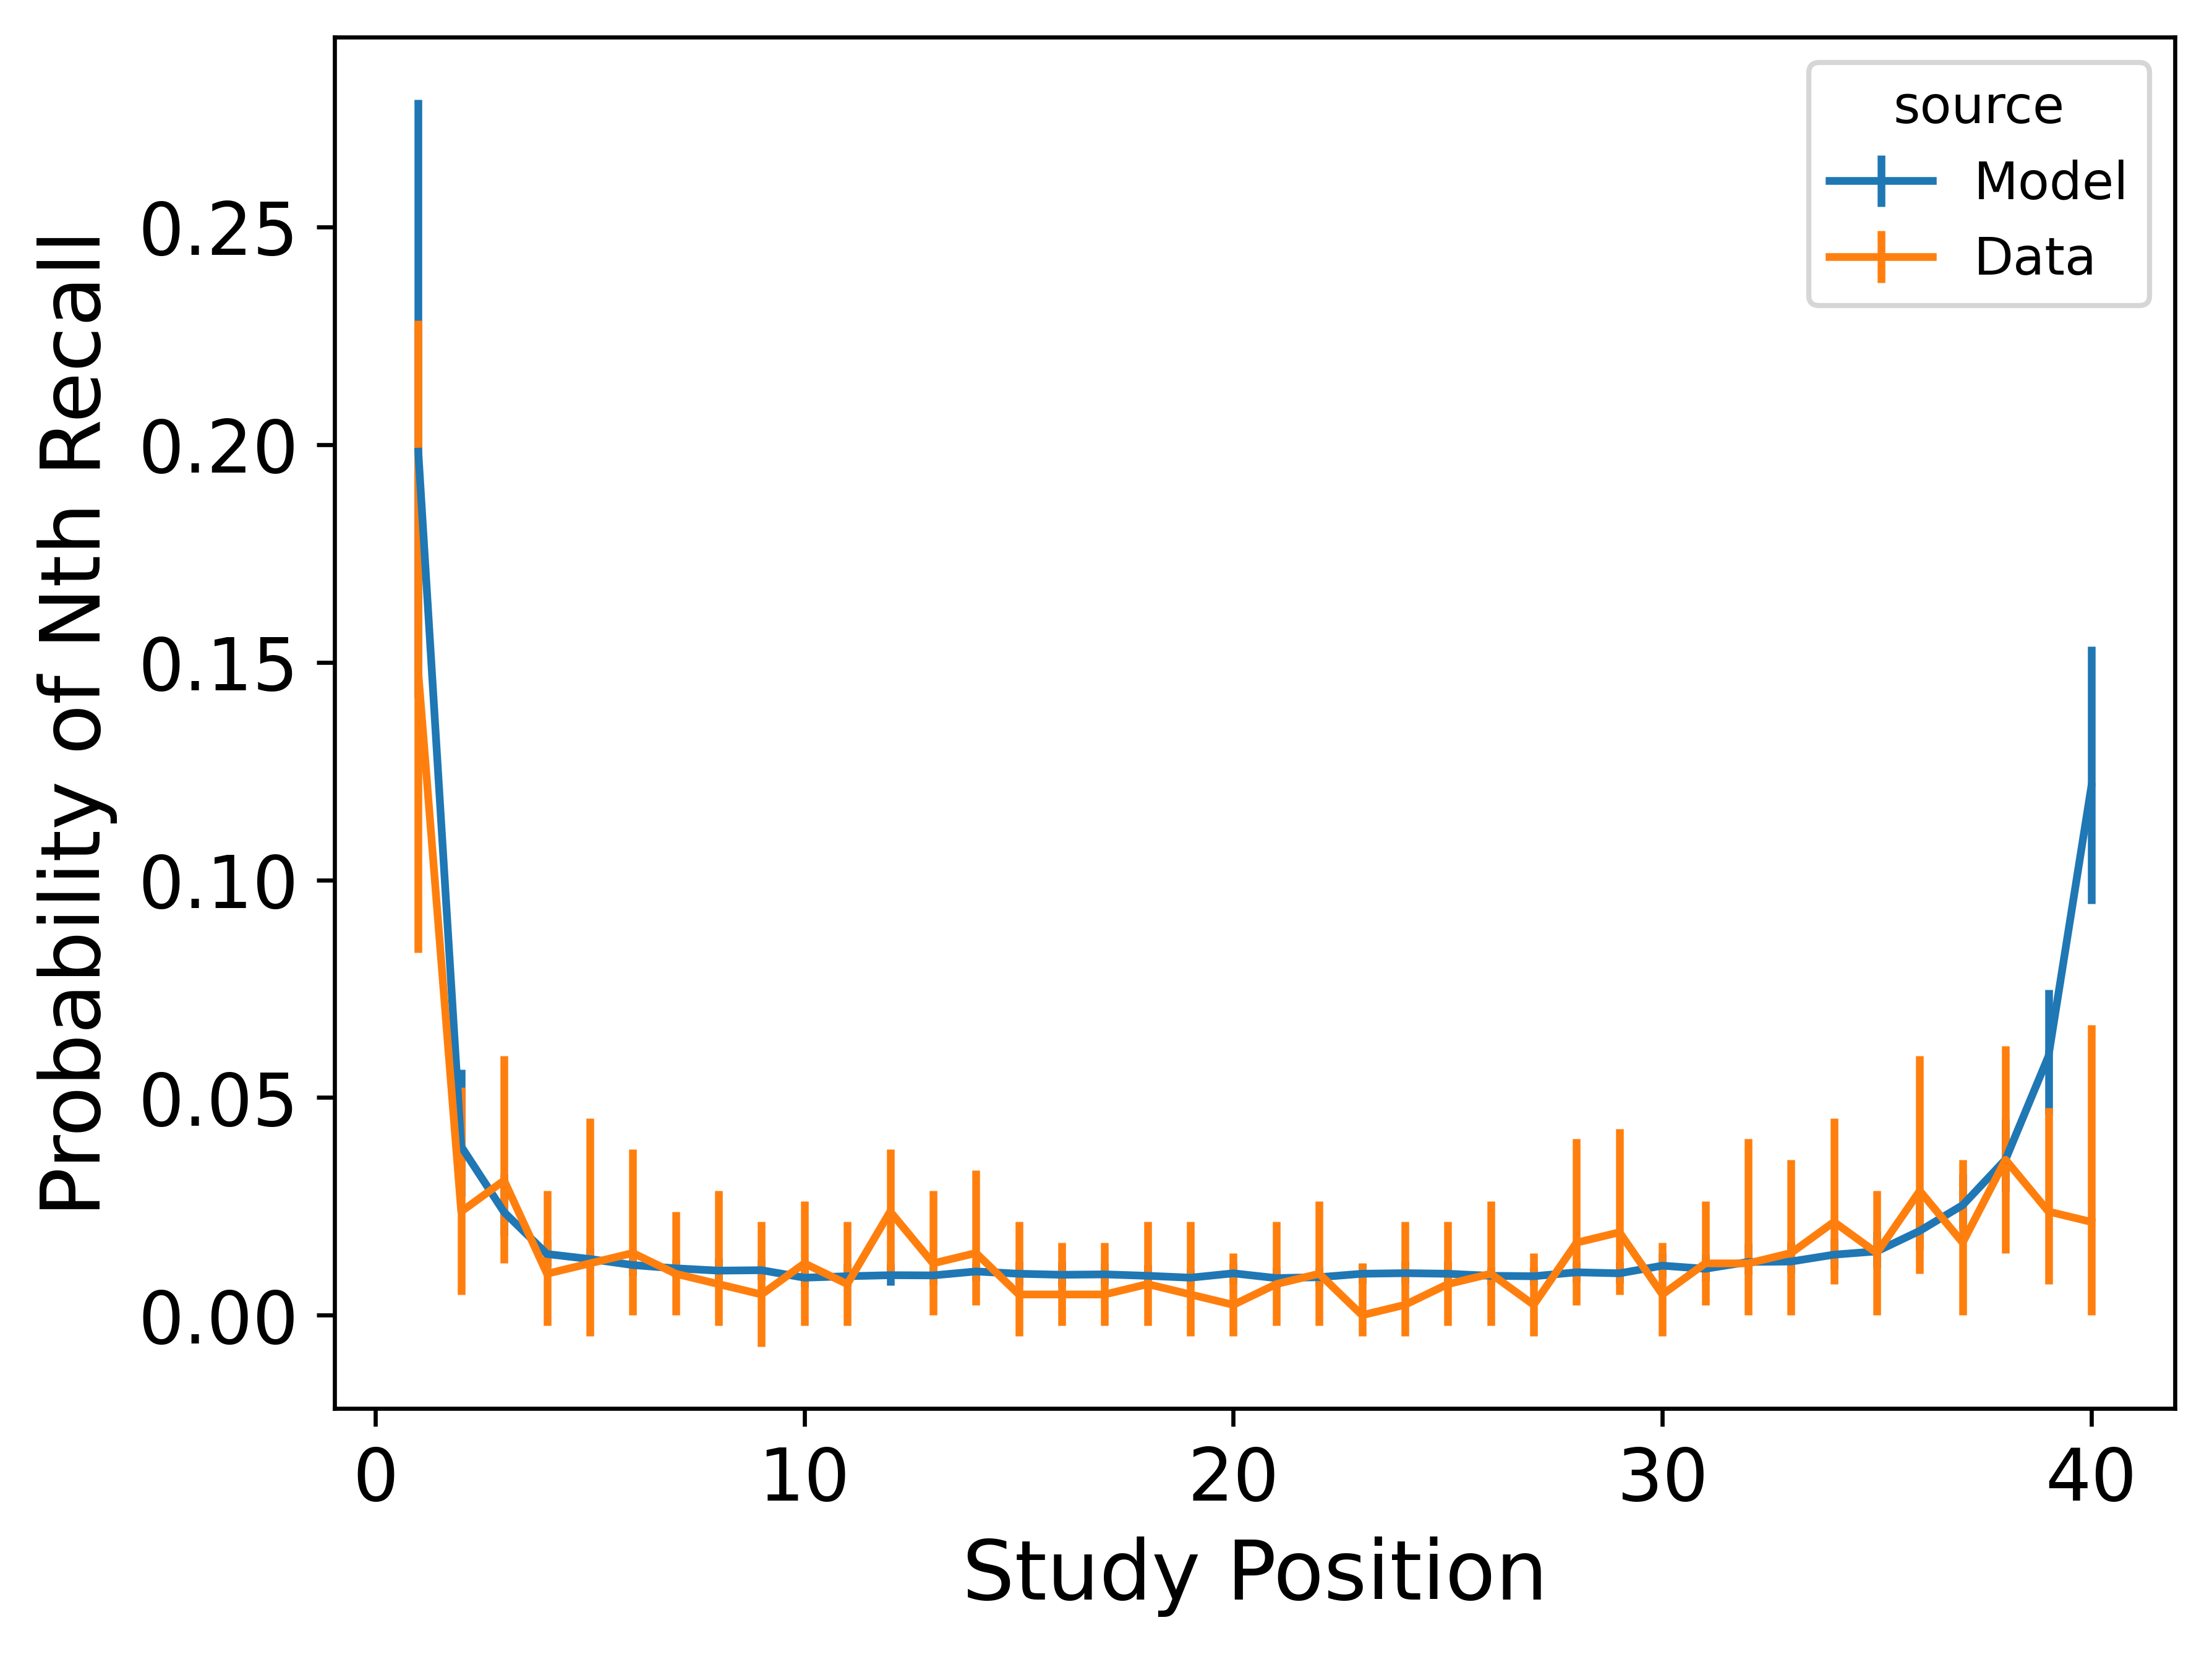 source
Model
Data
Probability of Nth Recall
0.25
0.20
0.15
0.10
0.05
0.00
0 10 20 30 40
Study Position